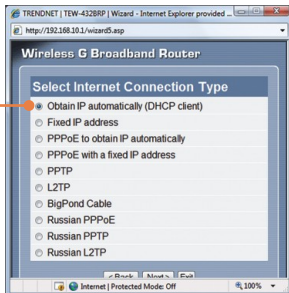 TRENDNET | TEW-432BRP | Wizard - Internet Explorer provided ...
http://192.168.10.1/wizard5.asp
Wireless G Broadband Router
Select Internet Connection Type
Obtain IP automatically (DHCP client)
Fixed IP address
PPPoE to obtain IP automatically
PPPoE with a fixed IP address
PPTP
L2TP
BigPond Cable
Russian PPPoE
Russian PPTP
Russian L2TP
< Back Next > Exit
Internet | Protected Mode: Off 100%